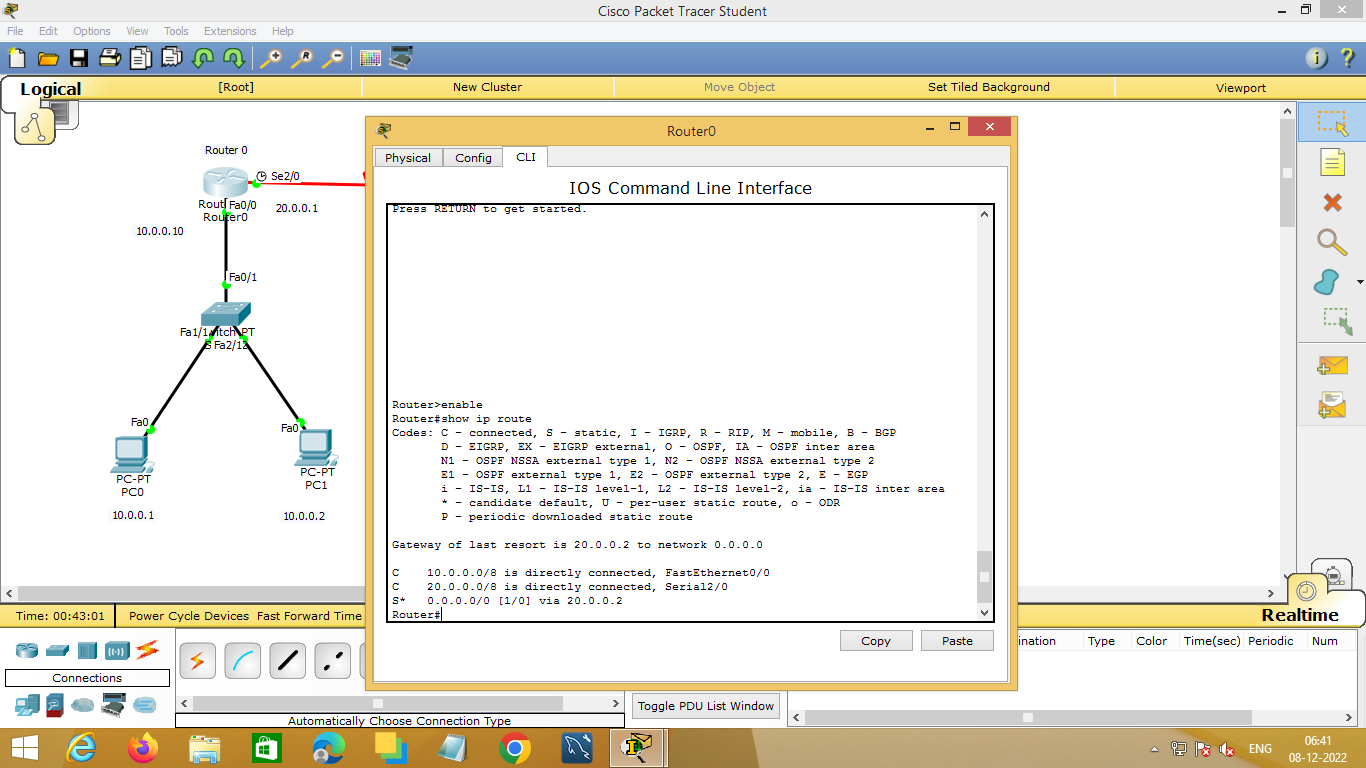 Cisco Packet Tracer Student
File Edit Options View Tools Extensions Help
Logical
[Root]
New Cluster
Move Object
Set Tiled Background
Viewport
Router 0
Se2/0
Fa0/0
Router0
20.0.0.1
10.0.0.10
Fa0/1
Fa2/12
Fa0
Fa0
PC-PT
PC0
PC-PT
PC1
10.0.0.1
10.0.0.2
Router0
Physical Config CLI
IOS Command Line Interface
Press RETURN to get started.
Router>enable
Router#show ip route
Codes: C - connected, S - static, I - IGRP, R - RIP, M - mobile, B - BGP
D - EIGRP, EX - EIGRP external, O - OSPF, IA - OSPF inter area
N1 - OSPF NSSA external type 1, N2 - OSPF NSSA external type 2
E1 - OSPF external type 1, E2 - OSPF external type 2, E - EGP
i - IS-IS, L1 - IS-IS level-1, L2 - IS-IS level-2, ia - IS-IS inter area
* - candidate default, U - per-user static route, o - ODR
P - periodic downloaded static route
Gateway of last resort is 20.0.0.2 to network 0.0.0.0
C 10.0.0.0/8 is directly connected, FastEthernet0/0
C 20.0.0.0/8 is directly connected, Serial2/0
S* 0.0.0.0/0 [1/0] via 20.0.0.2
Router#
Copy Paste
Time: 00:43:01
Power Cycle Devices Fast Forward Time
Realtime
Connections
Automatically Choose Connection Type
Toggle PDU List Window
ination Type Color Time(sec) Periodic Num
ENG
06:41
08-12-2022